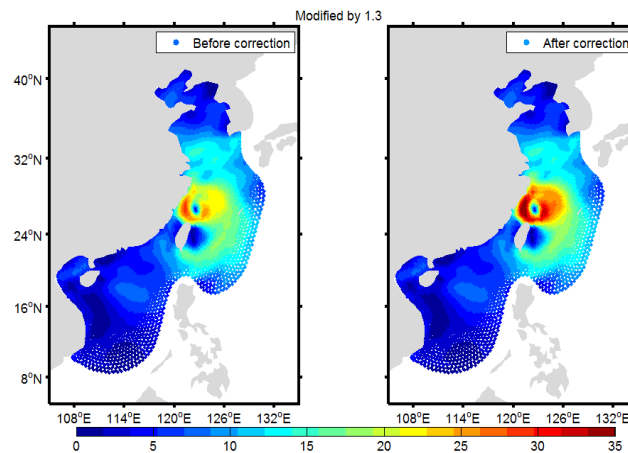 Modified by 1.3
Before correction
After correction
40°N
32°N
24°N
16°N
8°N
108°E 114°E 120°E 126°E 132°E
108°E 114°E 120°E 126°E 132°E
0 5 10 15 20 25 30 35